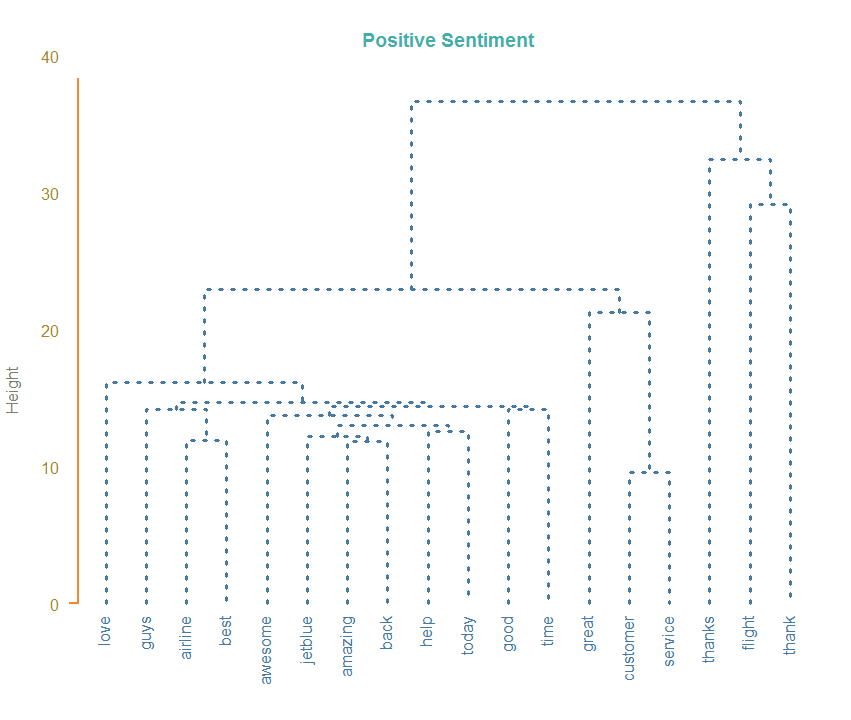 Positive Sentiment
40
30
20
10
0
Height
love
guys
airline
best
awesome
jetblue
amazing
back
help
today
good
time
great
customer
service
thanks
flight
thank